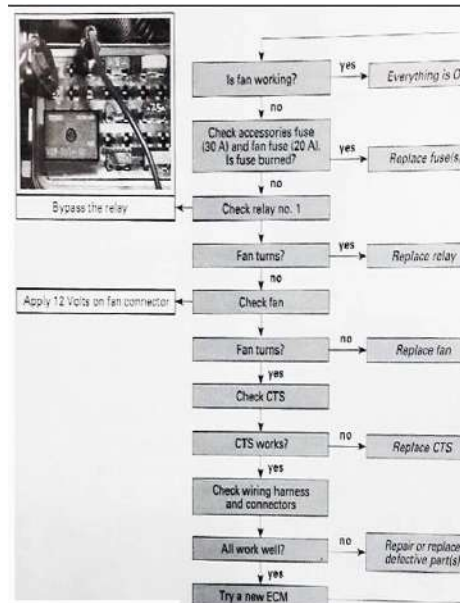 Is fan working?
yes
Everything is O
no
Check accessories fuse
(30 A) and fan fuse (20 A).
Is fuse burned?
yes
Replace fuse(s)
no
Bypass the relay
Check relay no. 1
Fan turns?
yes
Replace relay
no
Apply 12 Volts on fan connector
Check fan
Fan turns?
no
Replace fan
yes
Check CTS
CTS works?
no
Replace CTS
yes
Check wiring harness
and connectors
All work well?
no
Repair or replace
defective part(s)
yes
Try a new ECM